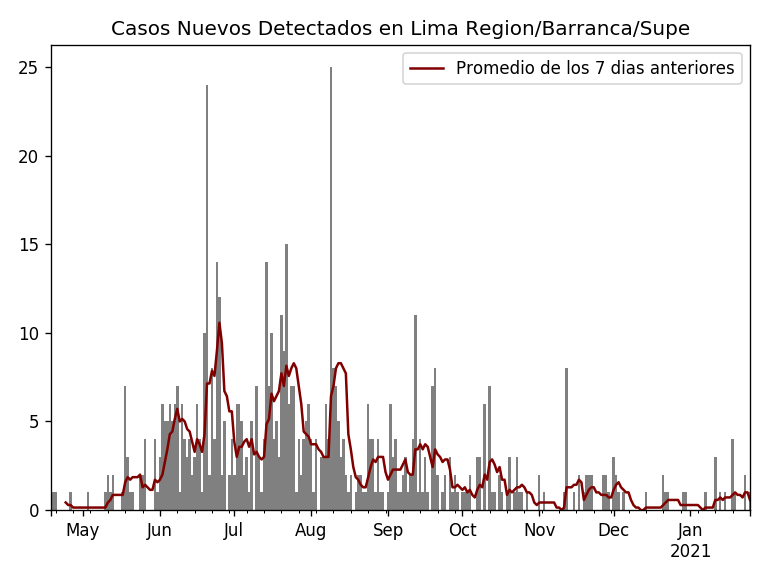 Casos Nuevos Detectados en Lima Region/Barranca/Supe
Promedio de los 7 dias anteriores
25
20
15
10
5
0
May Jun Jul Aug Sep Oct Nov Dec Jan
2021